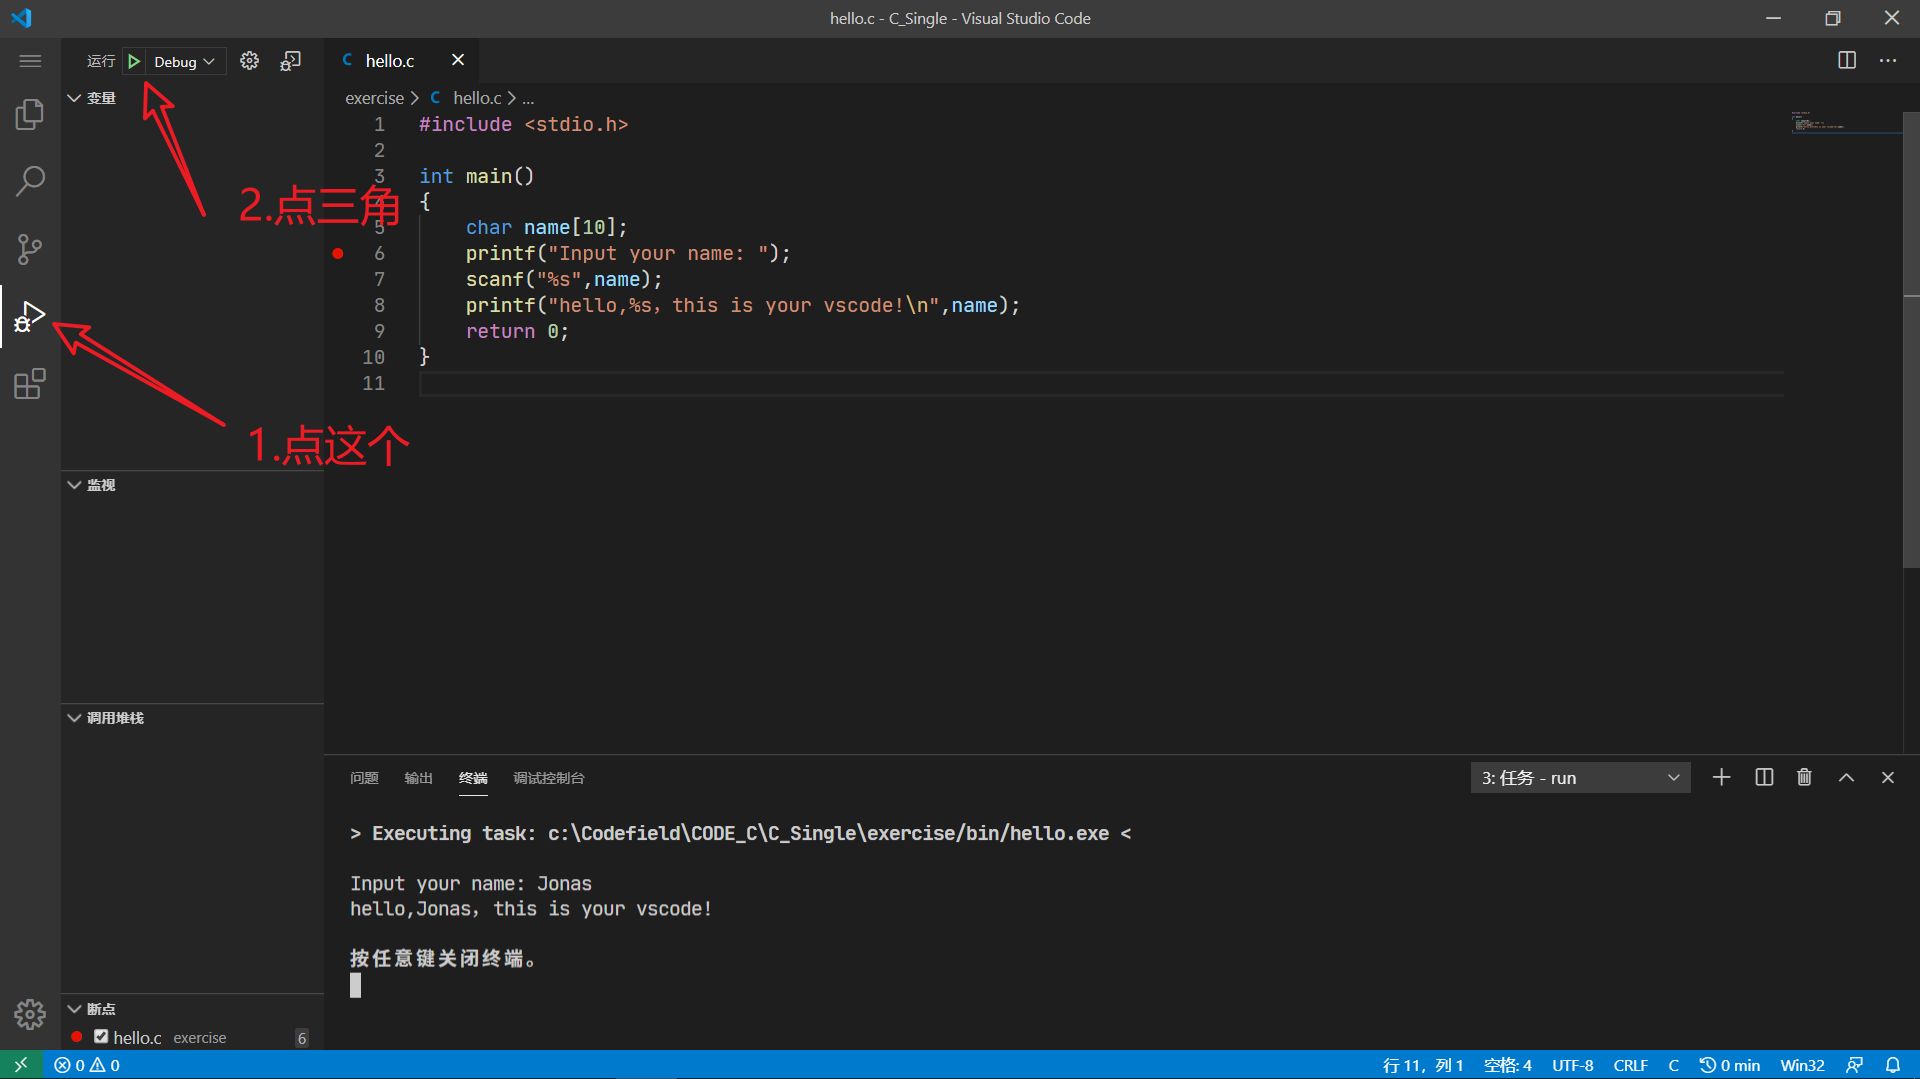 hello.c - C_Single - Visual Studio Code
运行 Debug
变量
2.点三角
1.点这个
监视
调用堆栈
断点
hello.c exercise 6
hello.c
exercise > C hello.c > ...
1 #include <stdio.h>
2
3 int main()
4 {
5 char name[10];
6 printf("Input your name: ");
7 scanf("%s",name);
8 printf("hello,%s, this is your vscode!\n",name);
9 return 0;
10 }
11
问题 输出 终端 调试控制台 3: 任务 - run
> Executing task: c:\Codefield\CODE_C\C_Single\exercise/bin/hello.exe <
Input your name: Jonas
hello,Jonas, this is your vscode!
按任意键关闭终端。
0 0 行 11，列 1 空格: 4 UTF-8 CRLF C 0 min Win32